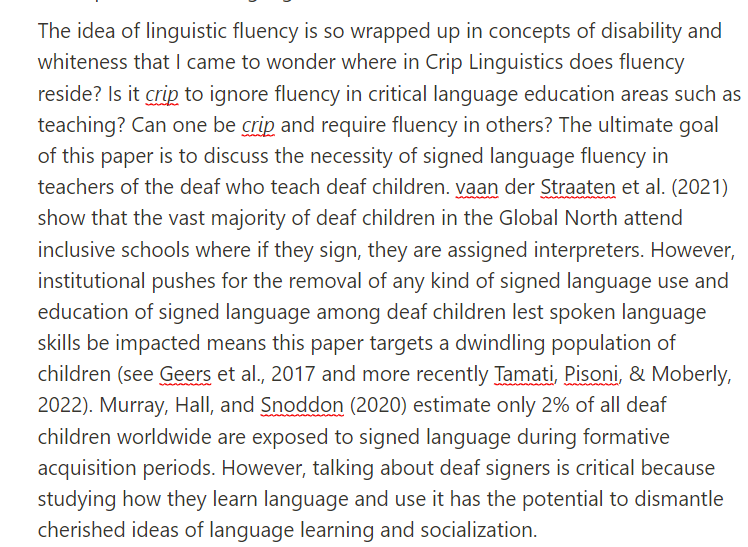 The idea of linguistic fluency is so wrapped up in concepts of disability and
whiteness that I came to wonder where in Crip Linguistics does fluency
reside? Is it crip to ignore fluency in critical language education areas such as
teaching? Can one be crip and require fluency in others? The ultimate goal
of this paper is to discuss the necessity of signed language fluency in
teachers of the deaf who teach deaf children. vaan der Straaten et al. (2021)
show that the vast majority of deaf children in the Global North attend
inclusive schools where if they sign, they are assigned interpreters. However,
institutional pushes for the removal of any kind of signed language use and
education of signed language among deaf children lest spoken language
skills be impacted means this paper targets a dwindling population of
children (see Geers et al., 2017 and more recently Tamati, Pisoni, & Moberly,
2022). Murray, Hall, and Snoddon (2020) estimate only 2% of all deaf
children worldwide are exposed to signed language during formative
acquisition periods. However, talking about deaf signers is critical because
studying how they learn language and use it has the potential to dismantle
cherished ideas of language learning and socialization.